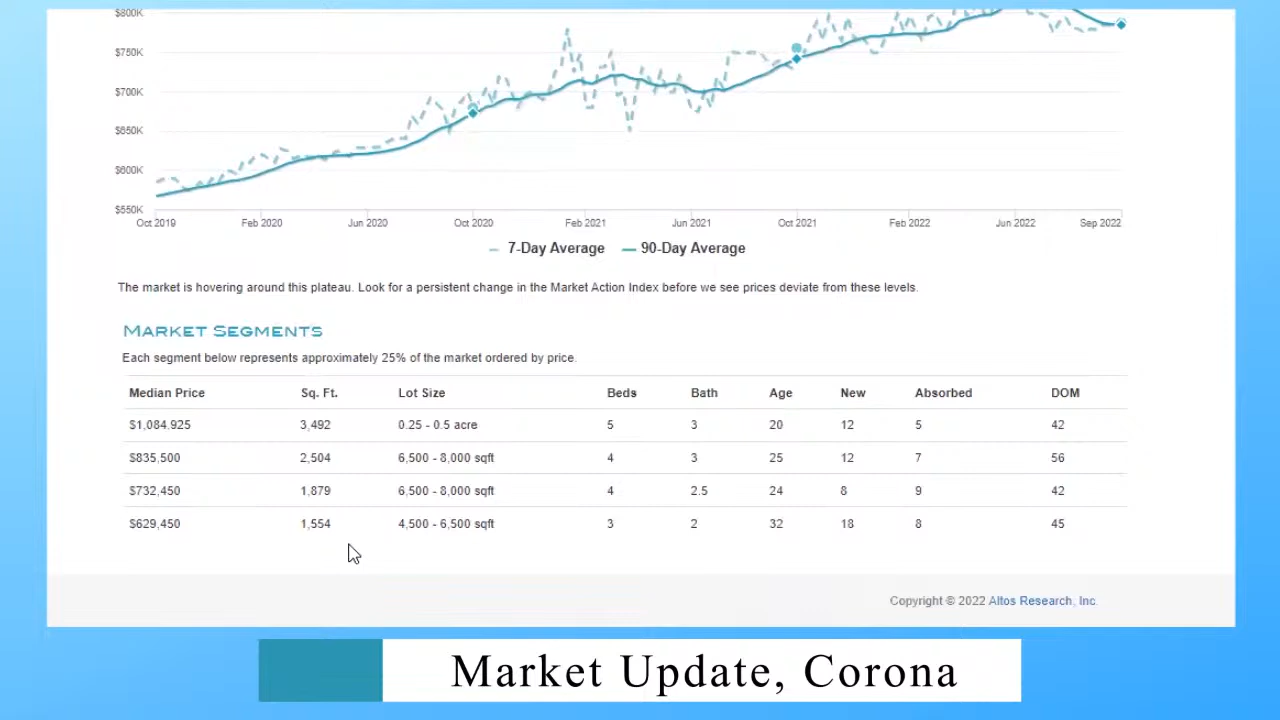 $800K
$750K
$700K
$650K
$600K
$550K
Oct 2019 Feb 2020 Jun 2020 Oct 2020 Feb 2021 Jun 2021 Oct 2021 Feb 2022 Jun 2022 Sep 2022
7-Day Average 90-Day Average
The market is hovering around this plateau. Look for a persistent change in the Market Action Index before we see prices deviate from these levels.
MARKET SEGMENTS
Each segment below represents approximately 25% of the market ordered by price.
Median Price Sq. Ft. Lot Size Beds Bath Age New Absorbed DOM
$1,084,925 3,492 0.25 - 0.5 acre 5 3 20 12 5 42
$835,500 2,504 6,500 - 8,000 sqft 4 3 25 12 7 56
$732,450 1,879 6,500 - 8,000 sqft 4 2.5 24 8 9 42
$629,450 1,554 4,500 - 6,500 sqft 3 2 32 18 8 45
Copyright © 2022 Altos Research, Inc.
Market Update, Corona